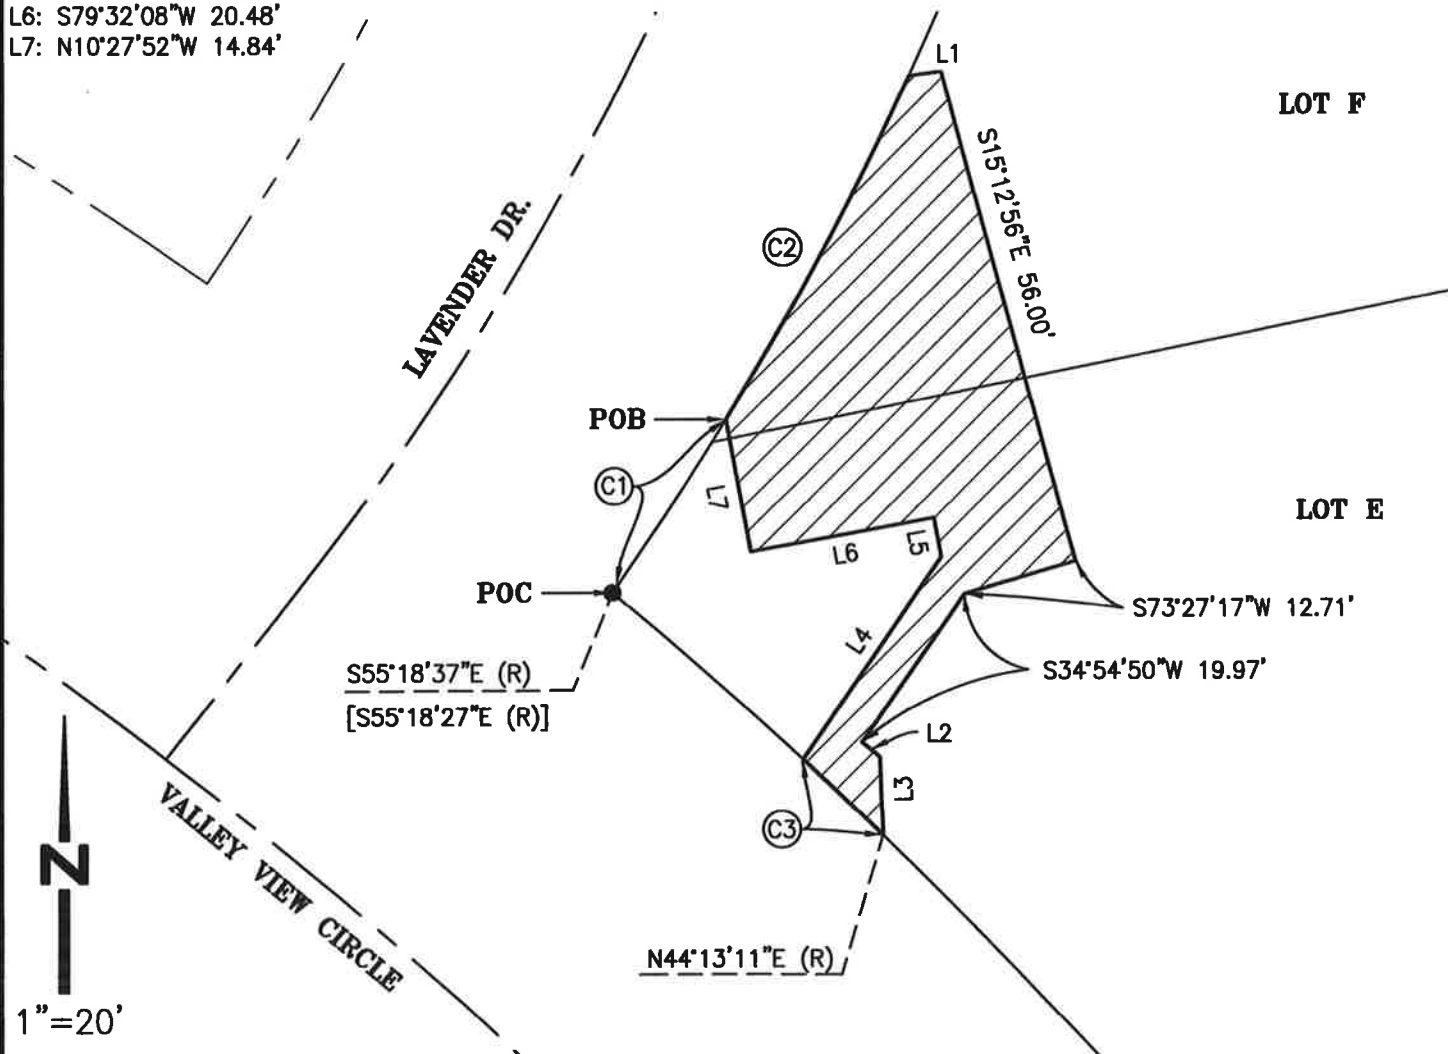 L6: S79°32'08"W 20.48'
L7: N10°27'52"W 14.84'
L1
LOT F
S15°12'56"E 56.00'
C2
LAVENDER DR.
POB
C1
L7
L6
L5
LOT E
POC
S73°27'17"W 12.71'
L4
S34°54'50"W 19.97'
S55°18'37"E (R)
[S55°18'27"E (R)]
L2
L3
C3
VALLEY VIEW CIRCLE
N
N44°13'11"E (R)
1"=20'